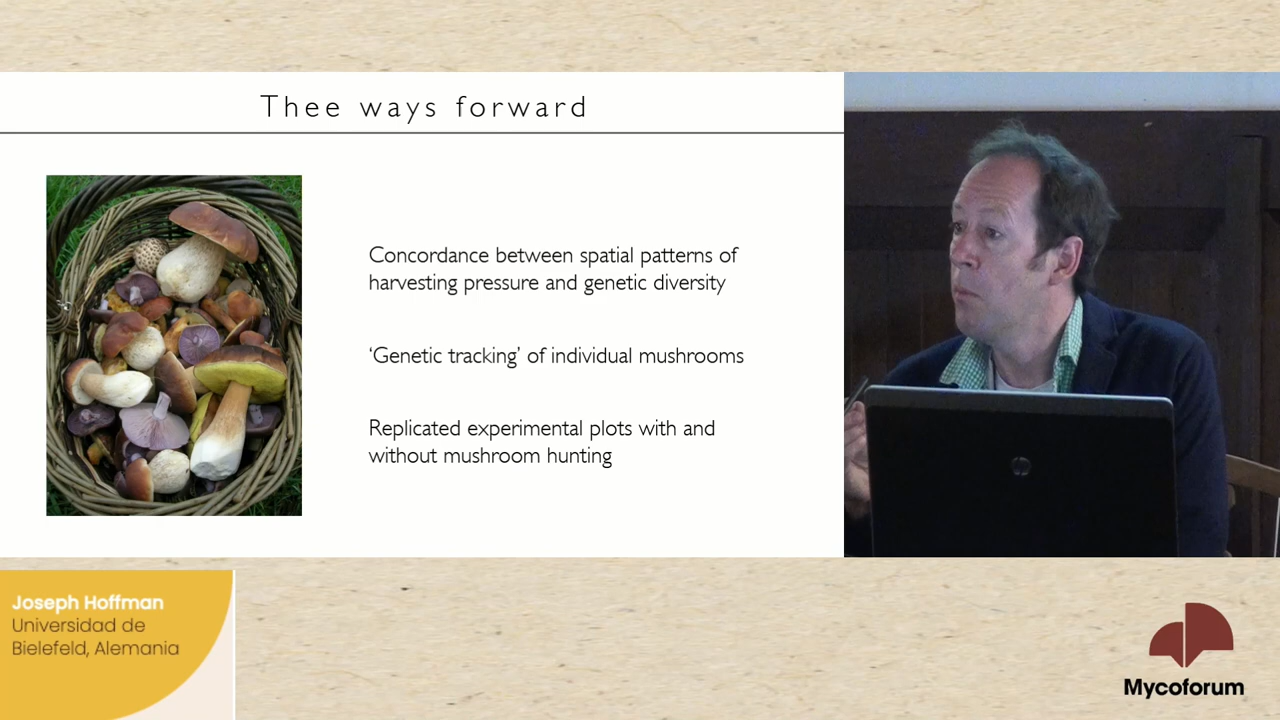 Thee ways forward
Concordance between spatial patterns of
harvesting pressure and genetic diversity
‘Genetic tracking’ of individual mushrooms
Replicated experimental plots with and
without mushroom hunting
Joseph Hoffman
Universidad de
Bielefeld, Alemania
Mycoforum